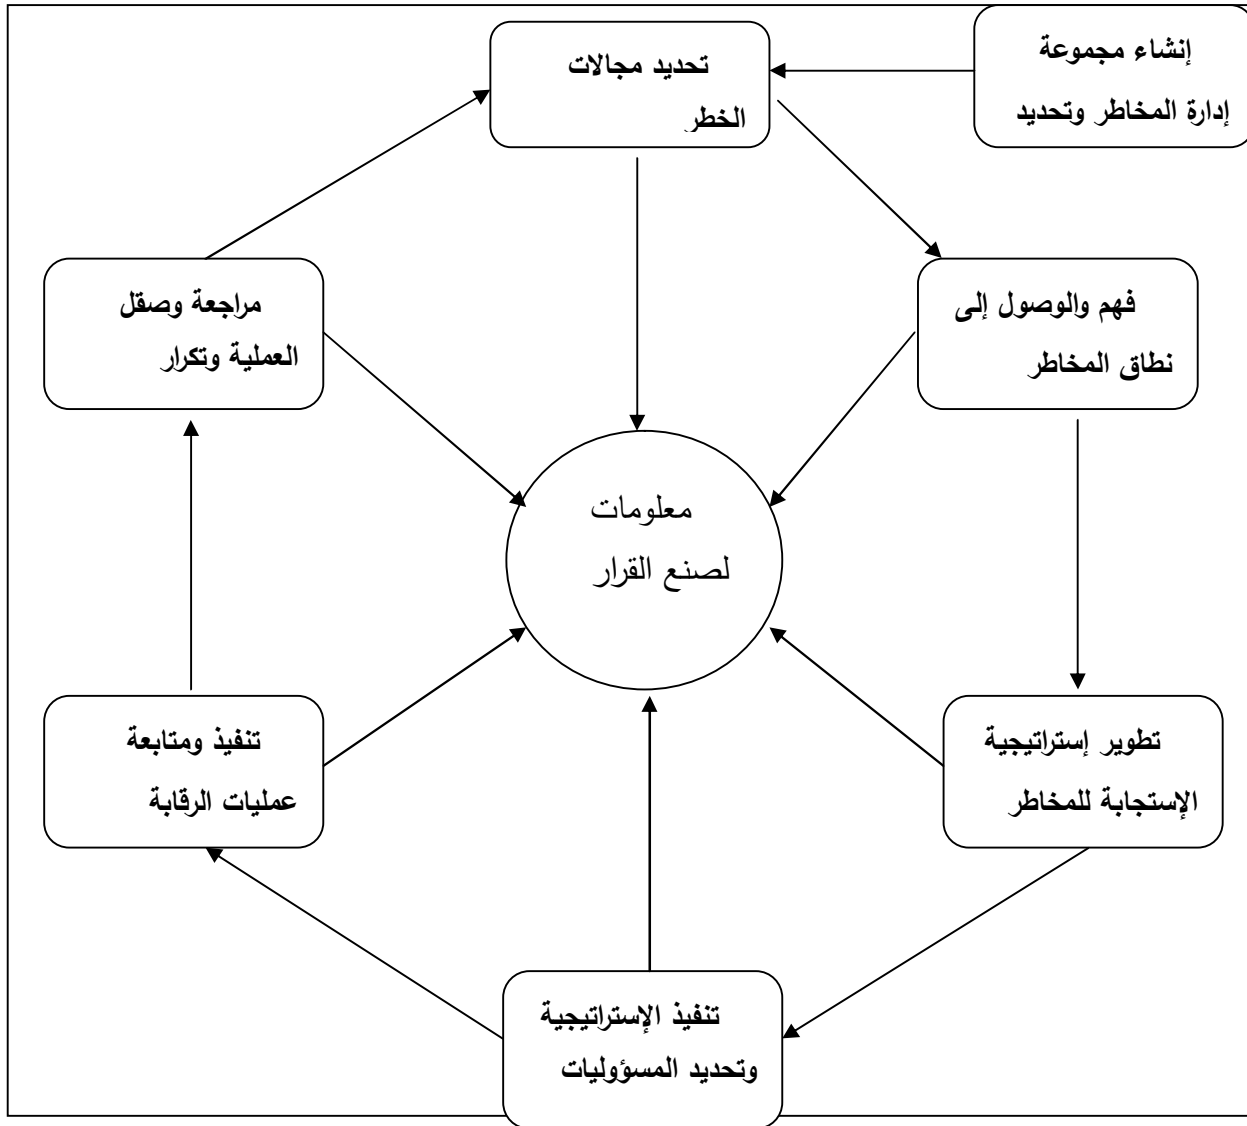 إنشاء مجموعة
إدارة المخاطر وتحديد
تحديد مجالات
الخطر
فهم والوصول إلى
نطاق المخاطر
مراجعة وصقل
العملية وتكرار
معلومات
لصنع القرار
تطوير إستراتيجية
الإستجابة للمخاطر
تنفيذ ومتابعة
عمليات الرقابة
تنفيذ الإستراتيجية
وتحديد المسؤوليات